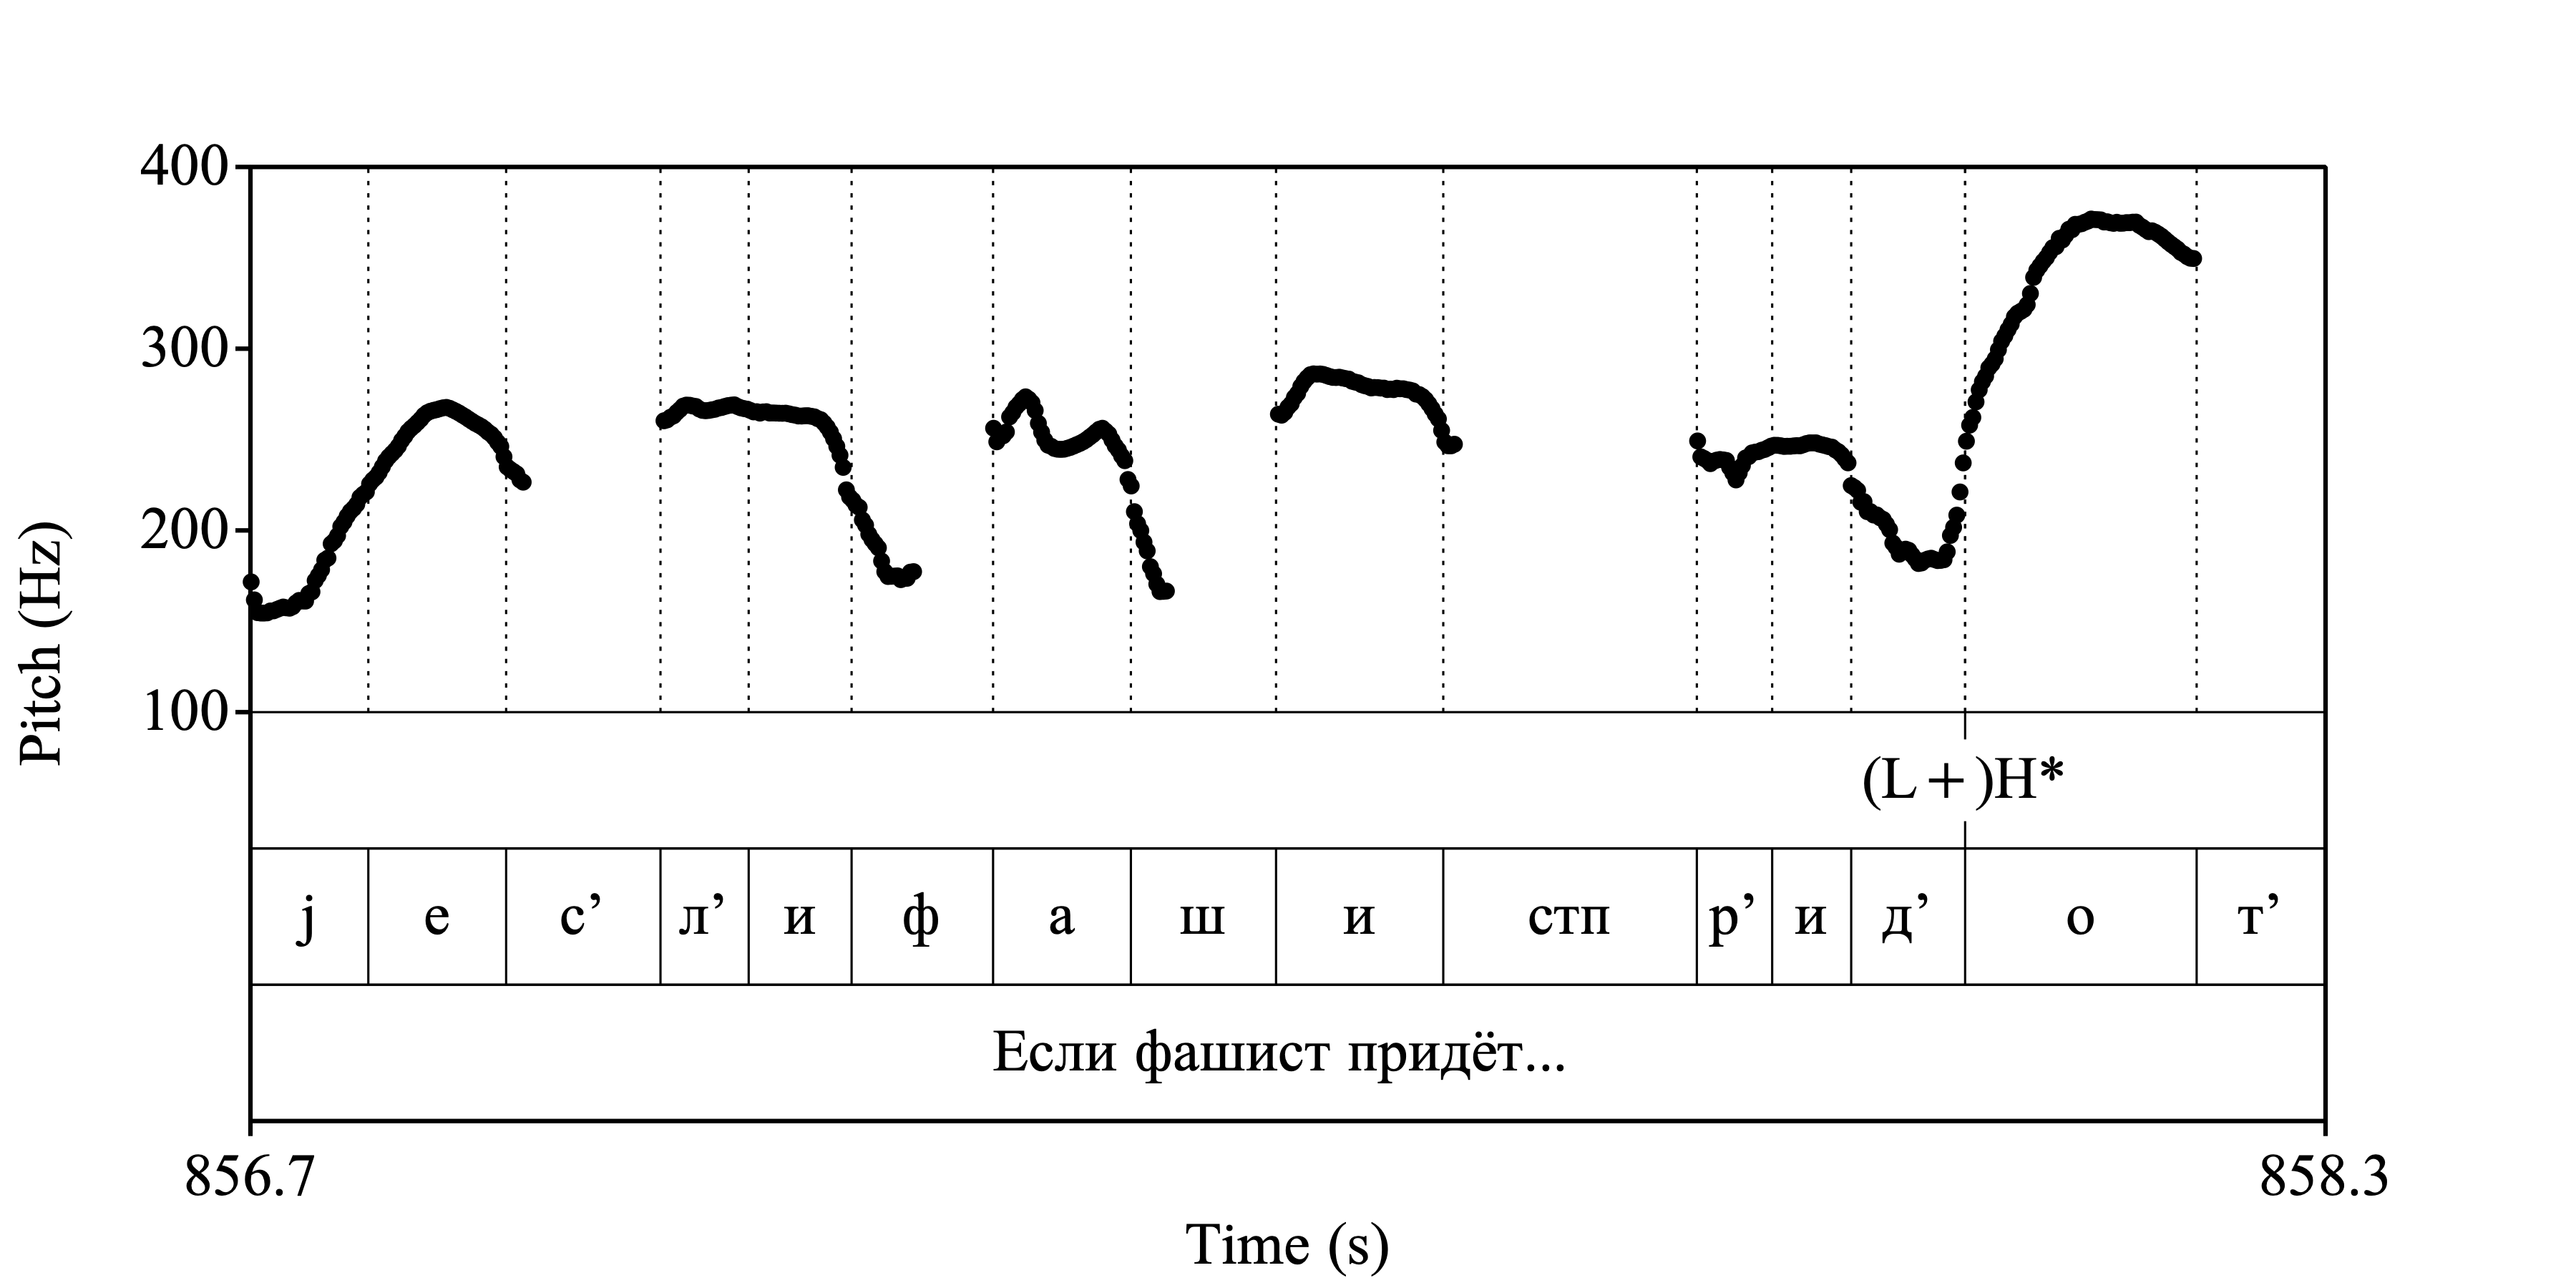 400
300
200
100
Pitch (Hz)
(L+)H*
j е с’ л’ и ф а ш и стп р’ и д’ о т’
Если фашист придёт...
856.7 858.3
Time (s)